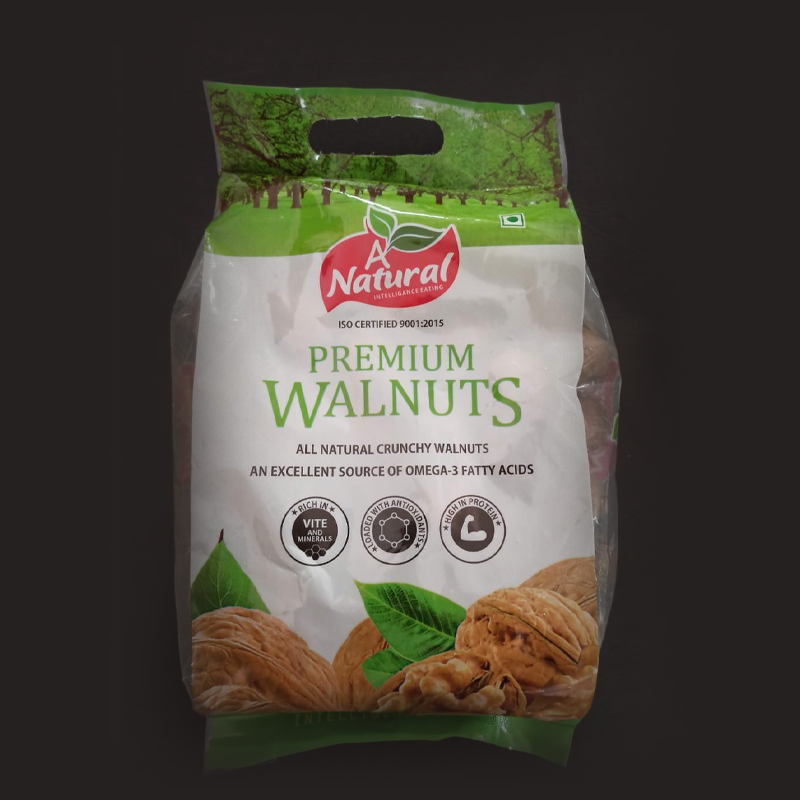 A
Natural
INTELLIGANCE EATING
ISO CERTIFIED 9001:2015
PREMIUM
WALNUTS
ALL NATURAL CRUNCHY WALNUTS
AN EXCELLENT SOURCE OF OMEGA-3 FATTY ACIDS
RICH IN
VITE
AND
MINERALS
LOADED WITH ANTIOXIDANTS
HIGH IN PROTEIN